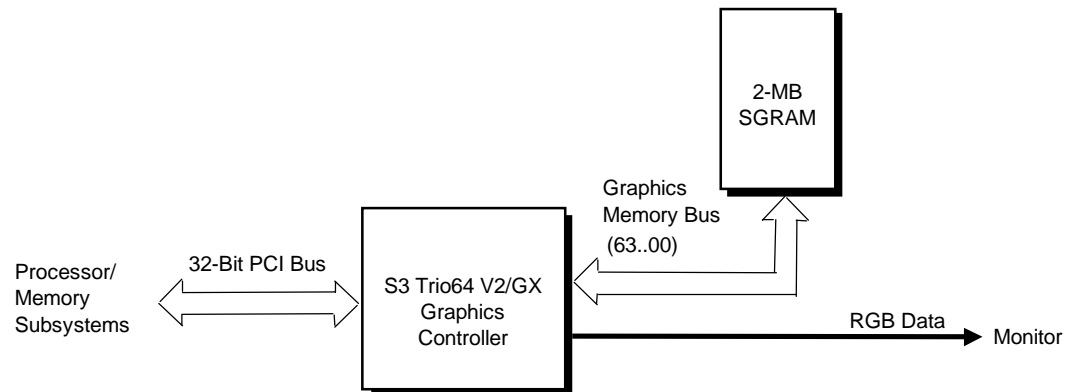 2-MB
SGRAM
Graphics
Memory Bus
(63..00)
Processor/
Memory
Subsystems
32-Bit PCI Bus
S3 Trio64 V2/GX
Graphics
Controller
RGB Data
Monitor